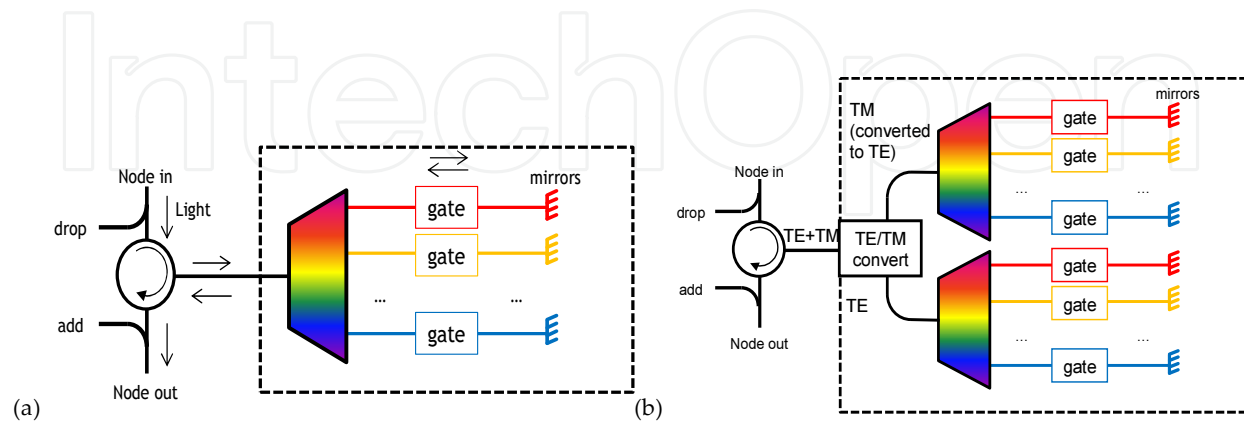 IntechOpen
Node in
Light
drop
add
Node out
mirrors
gate
gate
...
...
gate
(a)
TM
(converted
to TE)
mirrors
gate
gate
...
...
gate
Node in
drop
TE+TM
TE/TM
convert
add
TE
Node out
gate
gate
...
...
gate
(b)